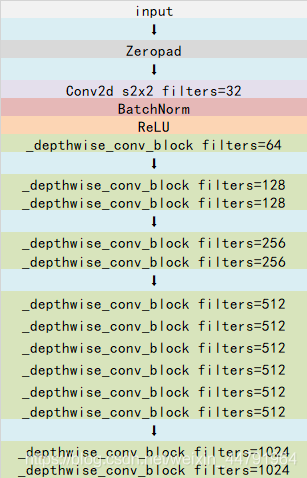 input
Zeropad
Conv2d s2x2 filters=32
BatchNorm
ReLU
_depthwise_conv_block filters=64
_depthwise_conv_block filters=128
_depthwise_conv_block filters=128
_depthwise_conv_block filters=256
_depthwise_conv_block filters=256
_depthwise_conv_block filters=512
_depthwise_conv_block filters=512
_depthwise_conv_block filters=512
_depthwise_conv_block filters=512
_depthwise_conv_block filters=512
_depthwise_conv_block filters=512
_depthwise_conv_block filters=1024
_depthwise_conv_block filters=1024